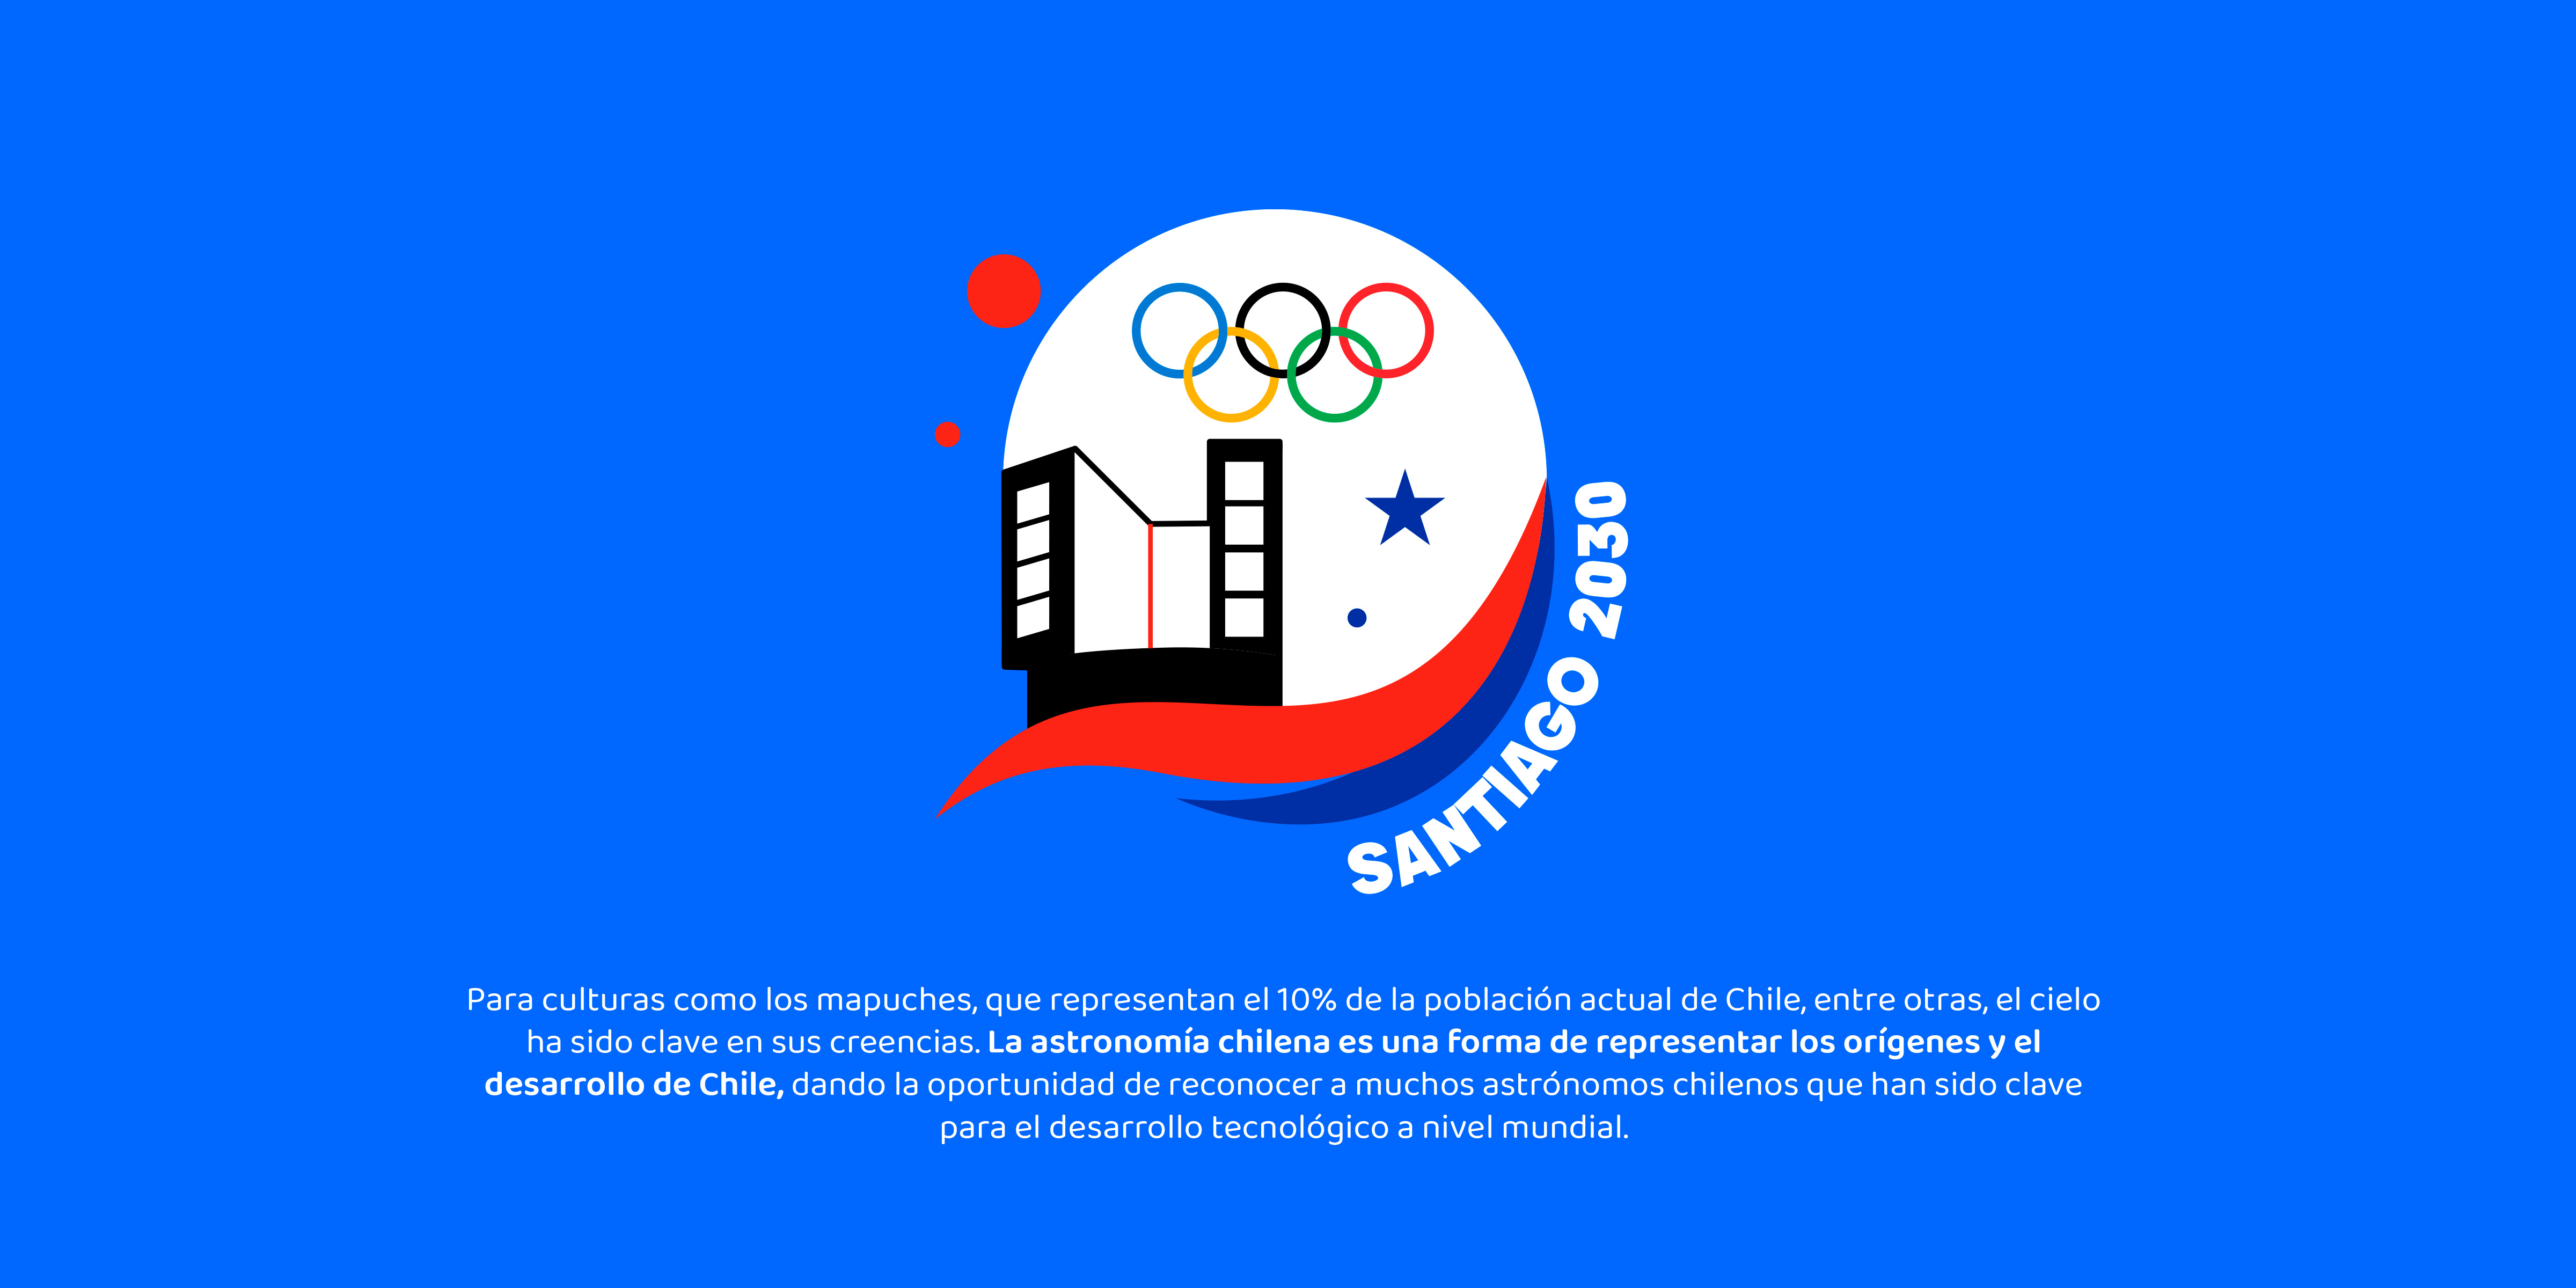 SANTIAGO 2030
Para culturas como los mapuches, que representan el 10% de la población actual de Chile, entre otras, el cielo
ha sido clave en sus creencias. La astronomía chilena es una forma de representar los orígenes y el
desarrollo de Chile, dando la oportunidad de reconocer a muchos astrónomos chilenos que han sido clave
para el desarrollo tecnológico a nivel mundial.